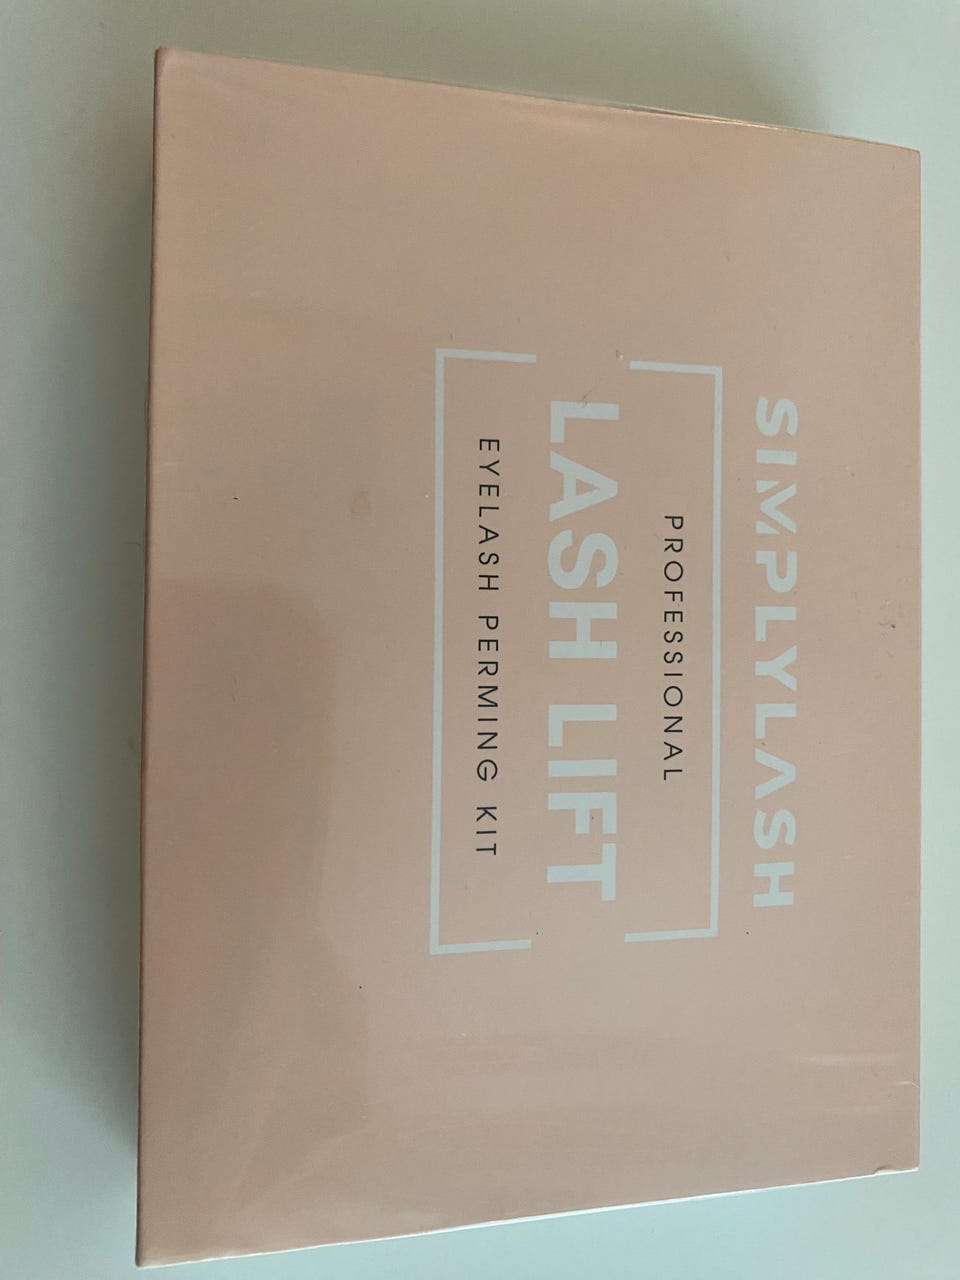 SIMPLYLASH
PROFESSIONAL
LASH LIFT
EYELASH PERMING KIT